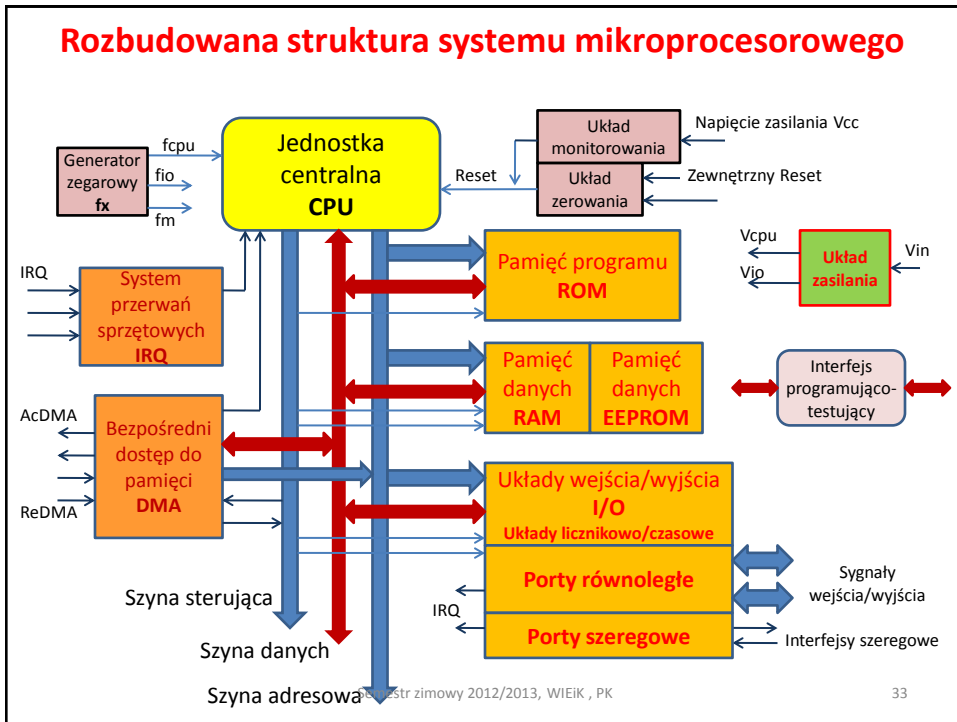 Rozbudowana struktura systemu mikroprocesorowego
Generator
zegarowy
fx
fcpu
fio
fm
Jednostka
centralna
CPU
Reset
Układ
monitorowania
Układ
zerowania
Napięcie zasilania Vcc
Zewnętrzny Reset
IRQ
System
przerwań
sprzętowych
IRQ
Pamięć programu
ROM
Vcpu
Vio
Układ
zasilania
Vin
Pamięć
danych
RAM
Pamięć
danych
EEPROM
Interfejs
programująco-
testujący
AcDMA
ReDMA
Bezpośredni
dostęp do
pamięci
DMA
Układy wejścia/wyjścia
I/O
Układy licznikowo/czasowe
Porty równoległe
Porty szeregowe
IRQ
Sygnały
wejścia/wyjścia
Interfejsy szeregowe
Szyna sterująca
Szyna danych
Szyna adresowa
Semestr zimowy 2012/2013, WIEiK , PK
33